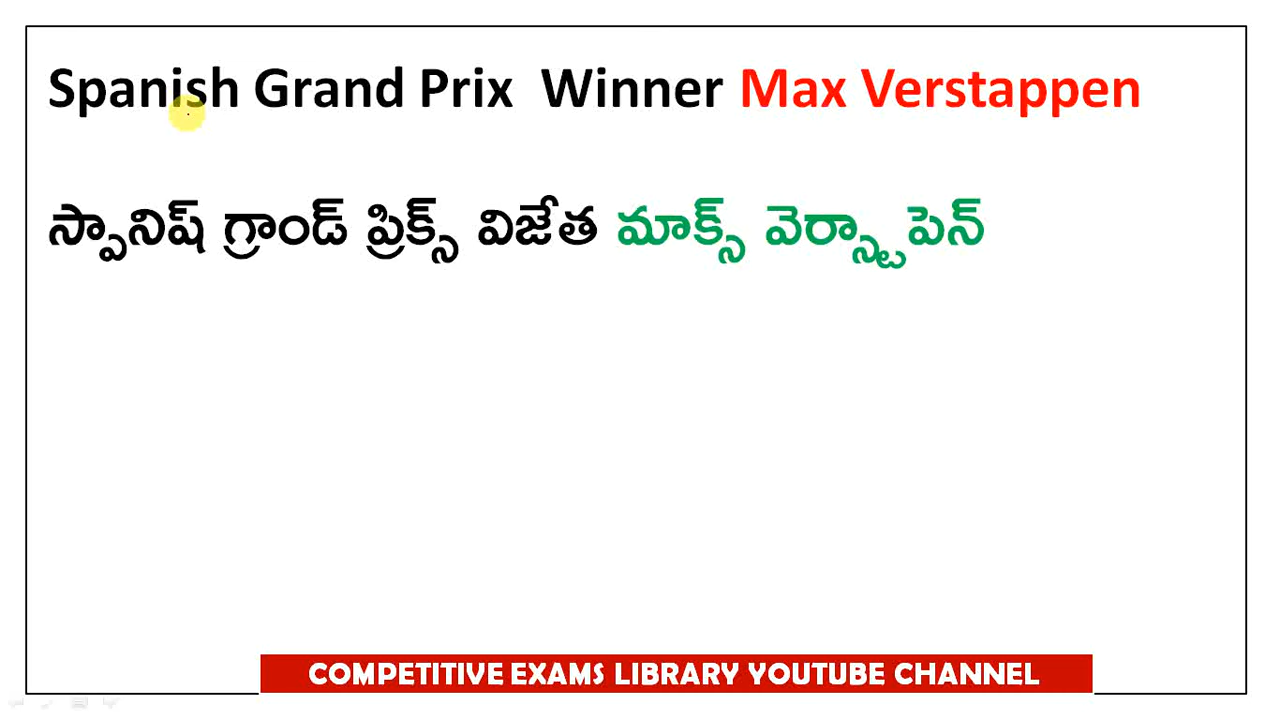 Spanish Grand Prix Winner Max Verstappen
స్పానిష్ గ్రాండ్ ప్రిక్స్ విజేత మాక్స్ వెర్స్టాపెన్
COMPETITIVE EXAMS LIBRARY YOUTUBE CHANNEL